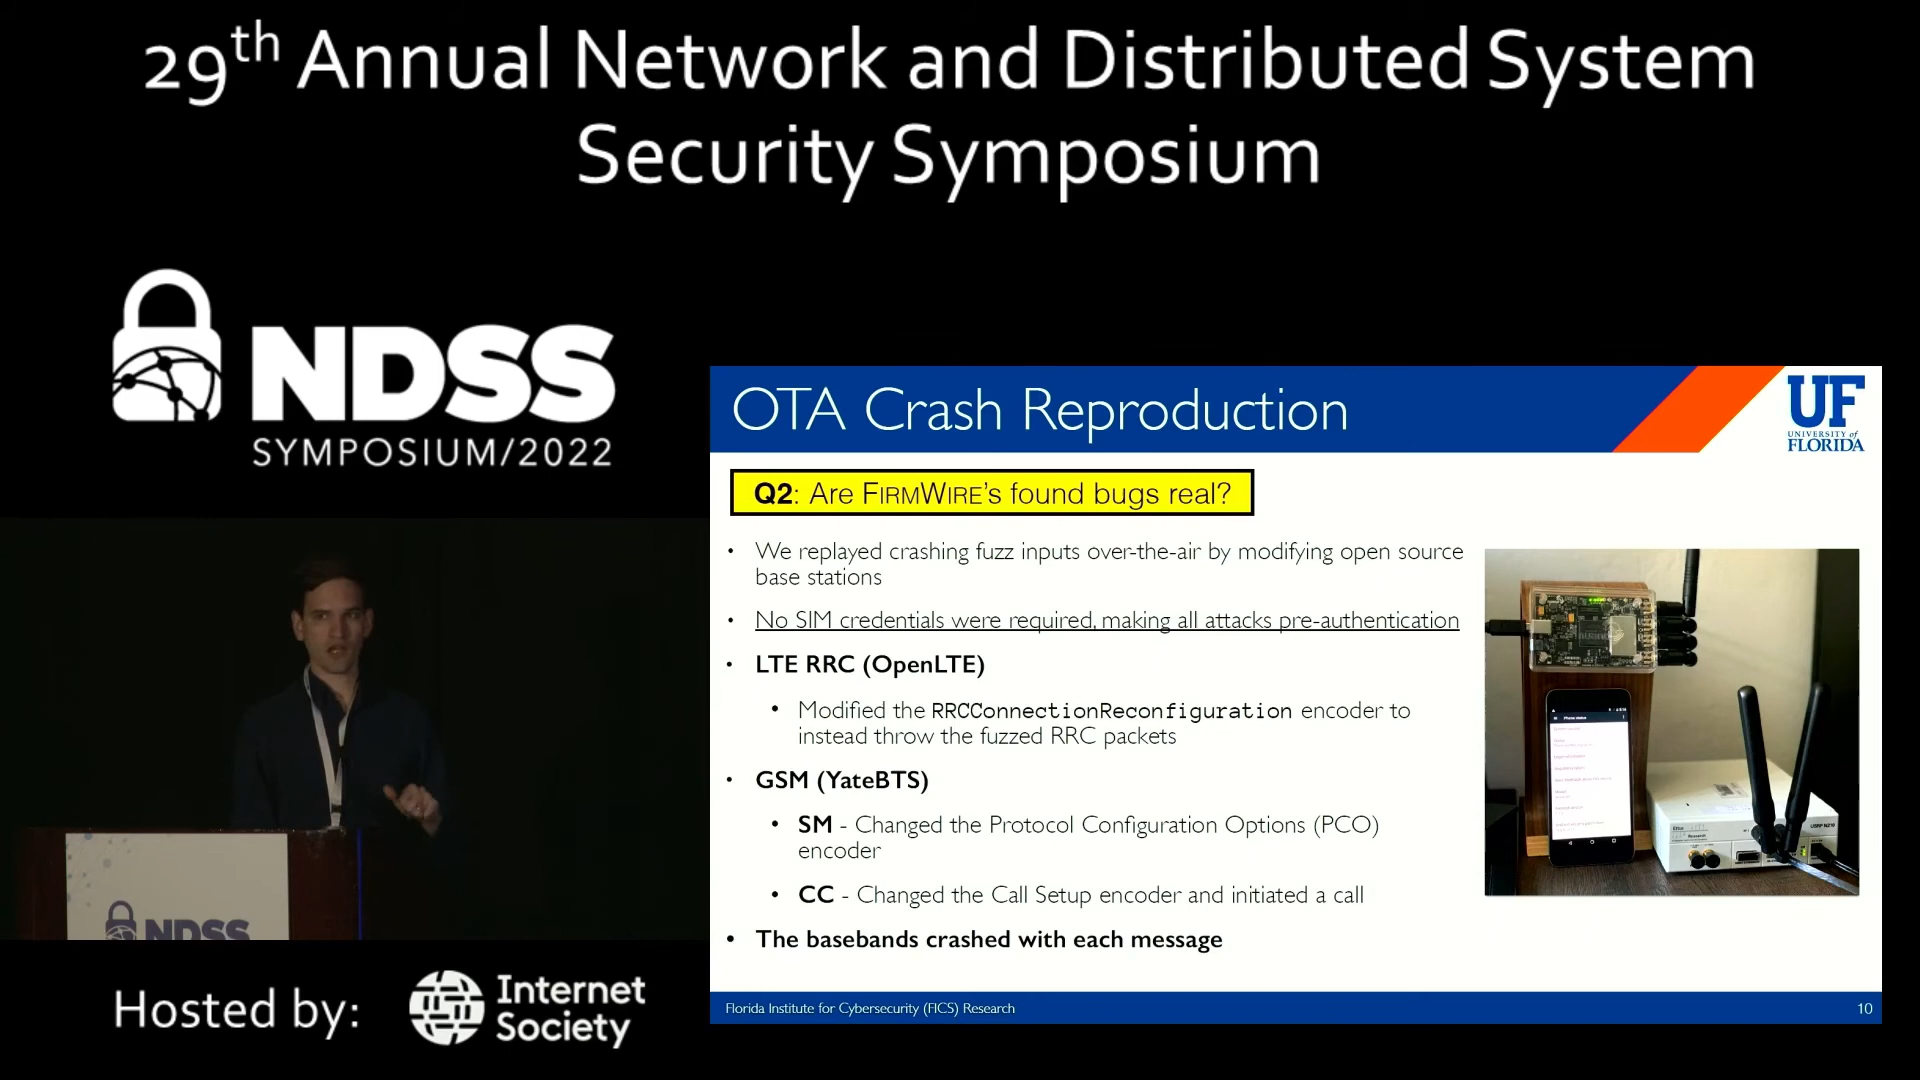 29th Annual Network and Distributed System
Security Symposium
NDSS
SYMPOSIUM/2022
OTA Crash Reproduction
UF
UNIVERSITY of
FLORIDA
Q2: Are FIRMWIRE's found bugs real?
• We replayed crashing fuzz inputs over-the-air by modifying open source
base stations
• No SIM credentials were required, making all attacks pre-authentication
• LTE RRC (OpenLTE)
• Modified the RRCConnectionReconfiguration encoder to
instead throw the fuzzed RRC packets
• GSM (YateBTS)
• SM - Changed the Protocol Configuration Options (PCO)
encoder
• CC - Changed the Call Setup encoder and initiated a call
• The basebands crashed with each message
Phone status
USRP N210
Florida Institute for Cybersecurity (FICS) Research
10
NDSS
Hosted by:
Internet
Society